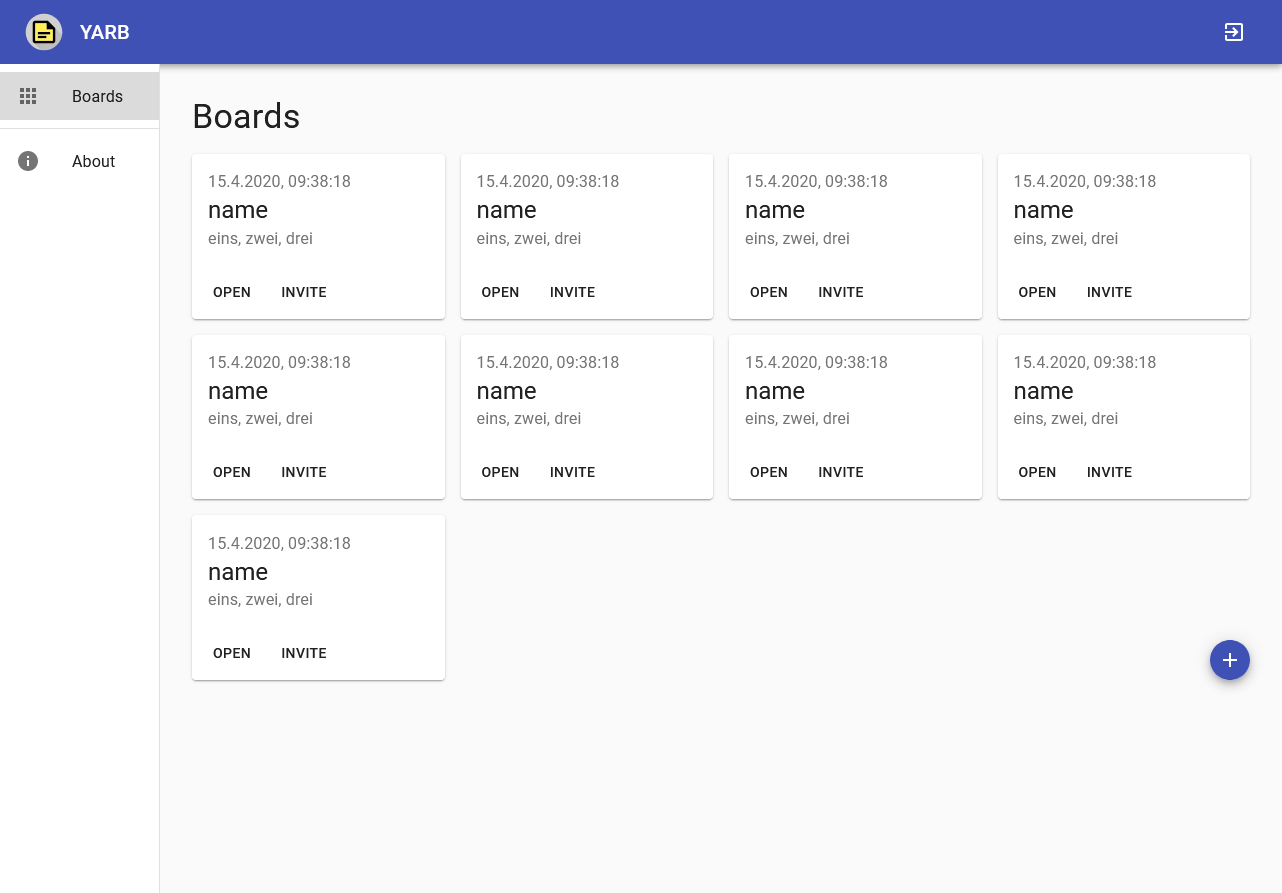 YARB
Boards
About
Boards
15.4.2020, 09:38:18
name
eins, zwei, drei
OPEN INVITE
15.4.2020, 09:38:18
name
eins, zwei, drei
OPEN INVITE
15.4.2020, 09:38:18
name
eins, zwei, drei
OPEN INVITE
15.4.2020, 09:38:18
name
eins, zwei, drei
OPEN INVITE
15.4.2020, 09:38:18
name
eins, zwei, drei
OPEN INVITE
15.4.2020, 09:38:18
name
eins, zwei, drei
OPEN INVITE
15.4.2020, 09:38:18
name
eins, zwei, drei
OPEN INVITE
15.4.2020, 09:38:18
name
eins, zwei, drei
OPEN INVITE
15.4.2020, 09:38:18
name
eins, zwei, drei
OPEN INVITE